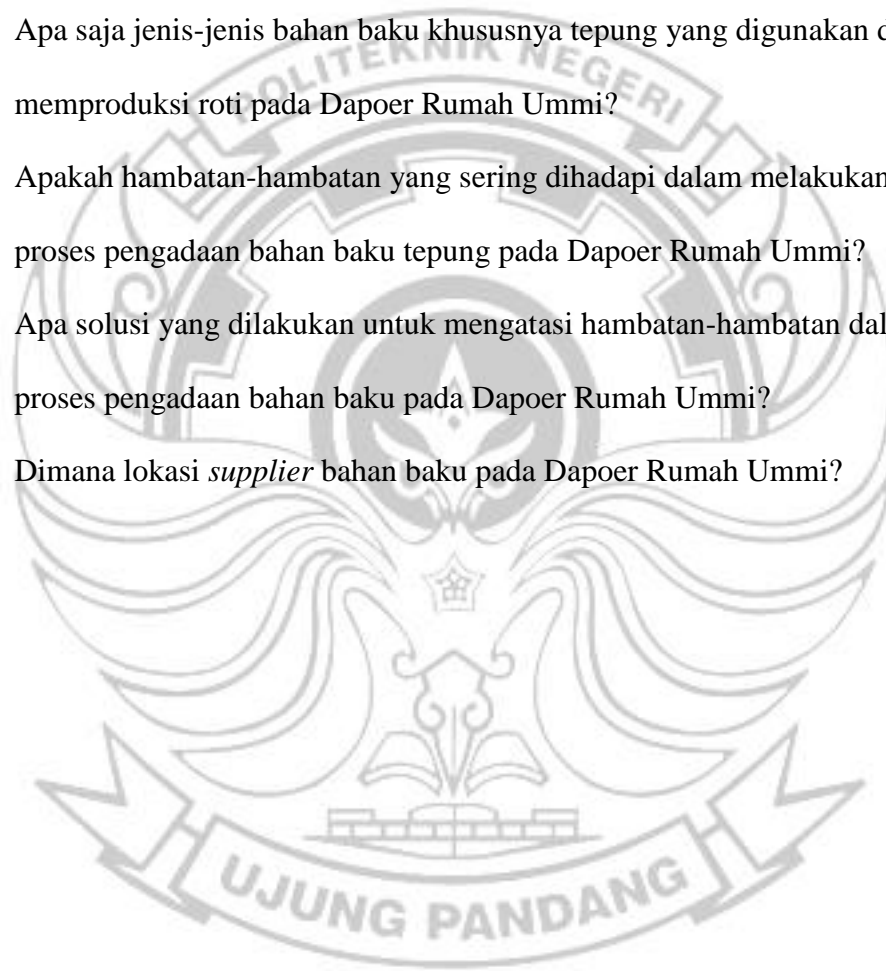 Apa saja jenis-jenis bahan baku khususnya tepung yang digunakan
memproduksi roti pada Dapoer Rumah Ummi?
Apakah hambatan-hambatan yang sering dihadapi dalam melakukan
proses pengadaan bahan baku tepung pada Dapoer Rumah Ummi?
Apa solusi yang dilakukan untuk mengatasi hambatan-hambatan
proses pengadaan bahan baku pada Dapoer Rumah Ummi?
Dimana lokasi supplier bahan baku pada Dapoer Rumah Ummi?
POLITEKNIK NEGERI
UJUNG PANDANG